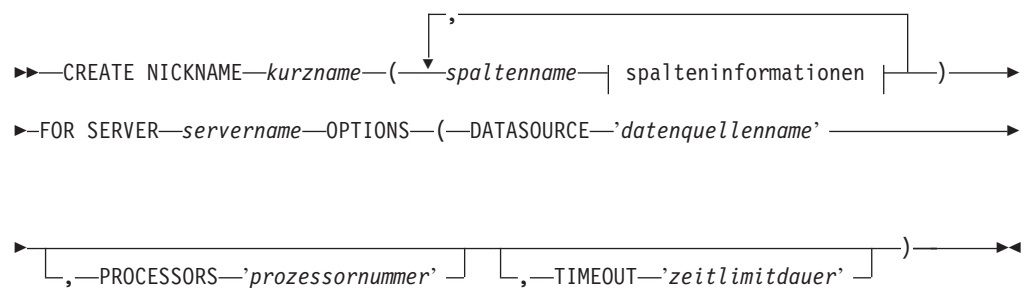 ,
CREATE NICKNAME kurzname ( spaltenname spalteninformationen )
FOR SERVER servername OPTIONS ( DATASOURCE 'datenquellenname'
, PROCESSORS 'prozessornummer' , TIMEOUT 'zeitlimitdauer' )